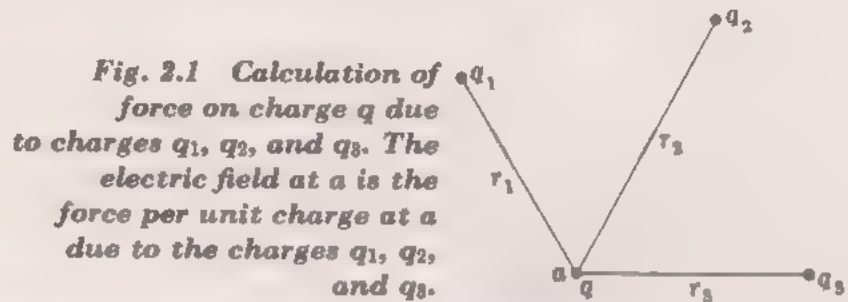 Fig. 2.1 Calculation of
force on charge q due
to charges q₁, q₂, and q₃. The
electric field at a is the
force per unit charge at a
due to the charges q₁, q₂,
and q₃.
q₂
q₁
r₂
r₁
a
q
r₃
q₃